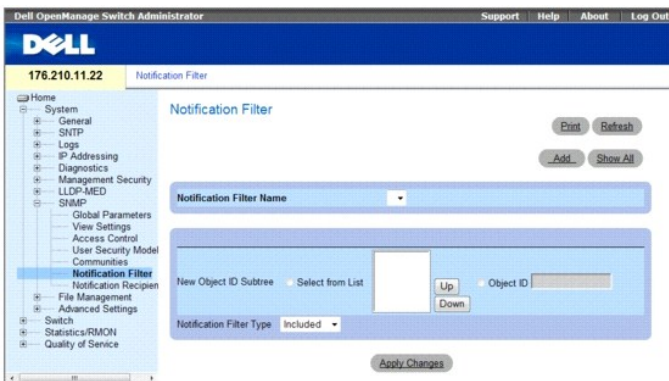 Dell OpenManage Switch Administrator
Support Help About Log Out
DELL
176.210.11.22
Notification Filter
Home
System
General
SNTP
Logs
IP Addressing
Diagnostics
Management Security
LLDP-MED
SNMP
Global Parameters
View Settings
Access Control
User Security Model
Communities
Notification Filter
Notification Recipien
File Management
Advanced Settings
Switch
Statistics/RMON
Quality of Service
Notification Filter
Print Refresh
Add Show All
Notification Filter Name
New Object ID Subtree Select from List Up Down Object ID
Notification Filter Type Included
Apply Changes